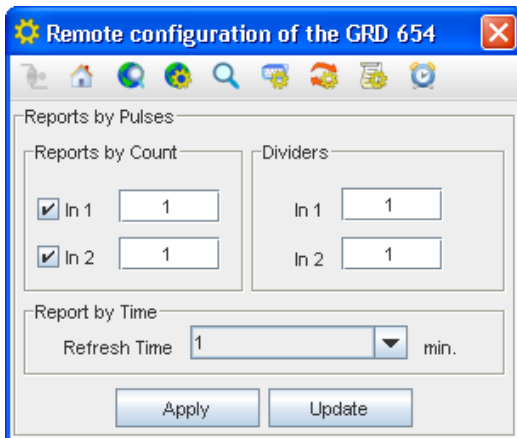 Remote configuration of the GRD 654
Reports by Pulses
Reports by Count
In 1 1
In 2 1
Dividers
In 1 1
In 2 1
Report by Time
Refresh Time 1 min.
Apply Update